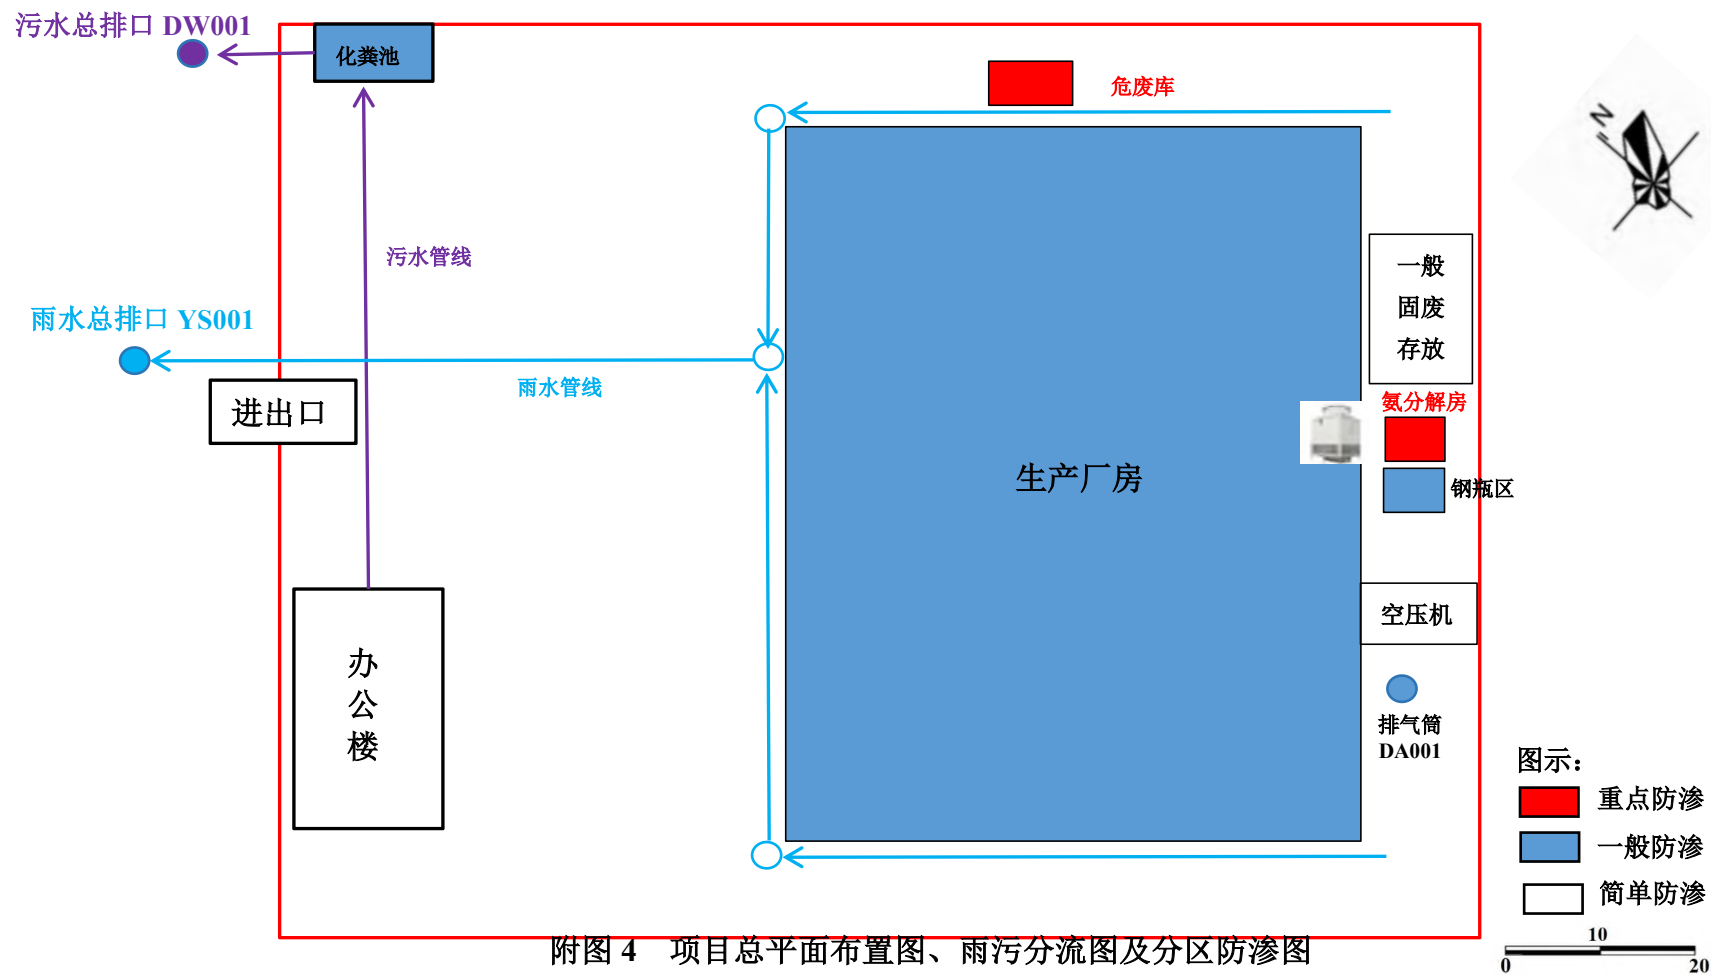 污水总排口 DW001
化粪池
危废库
N
污水管线
一般
固废
存放
雨水总排口 YS001
雨水管线
氨分解房
进出口
生产厂房
钢瓶区
空压机
办
公
楼
排气筒
DA001
图示：
重点防渗
一般防渗
简单防渗
附图 4 项目总平面布置图、雨污分流图及分区防渗图
10
0 20